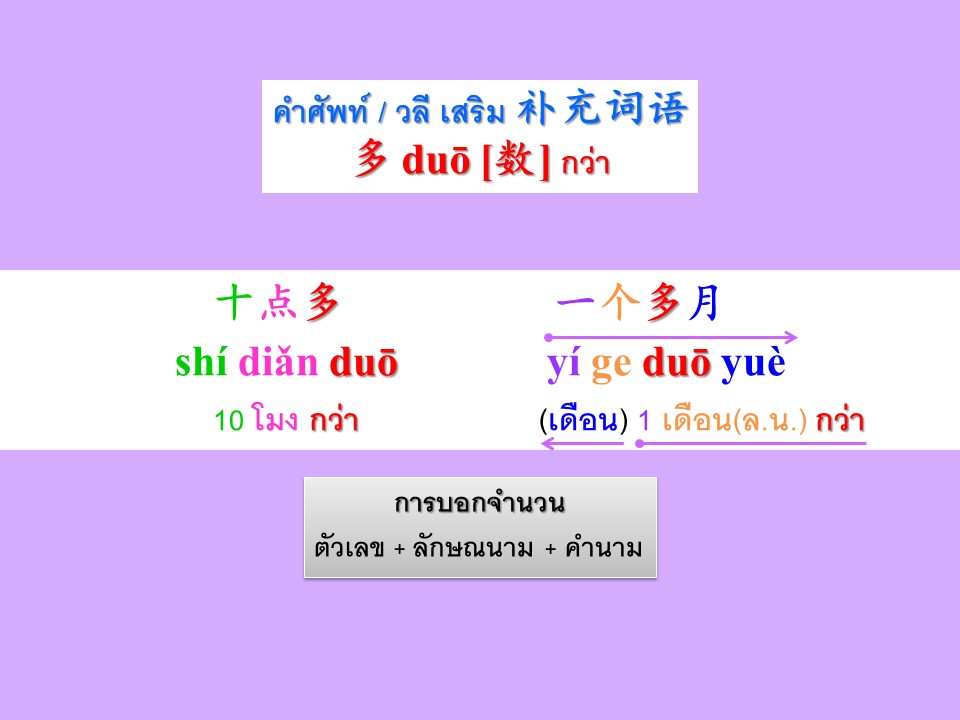 คำศัพท์ / วลี เสริม 补充词语
多 duō [数] กว่า
十点多
shí diǎn duō
10 โมง กว่า
一个多月
yí ge duō yuè
(เดือน) 1 เดือน(ล.น.) กว่า
การบอกจำนวน
ตัวเลข + ลักษณนาม + คำนาม